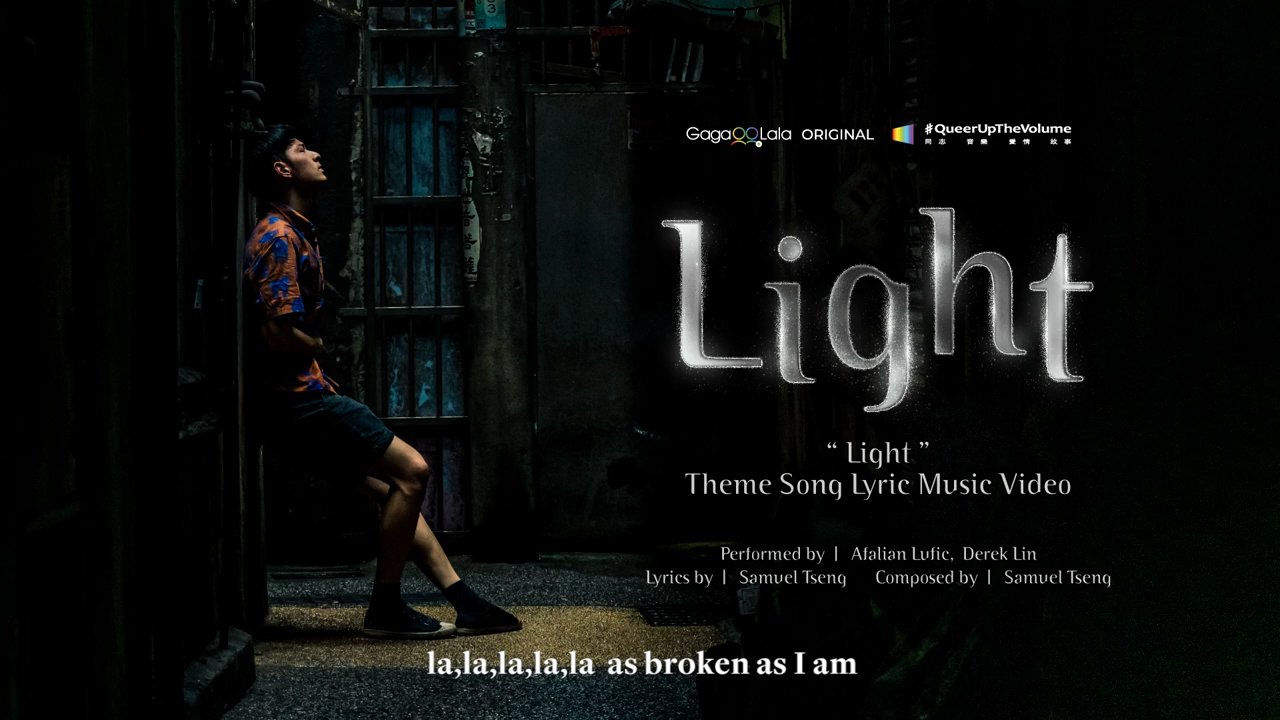 GagaOOLala ORIGINAL
#QueerUpTheVolume
同志 音樂 愛情 故事
Light
“ Light ”
Theme Song Lyric Music Video
Performed by | Afalian Lufic, Derek Lin
Lyrics by | Samuel Tseng Composed by | Samuel Tseng
la,la,la,la,la as broken as I am